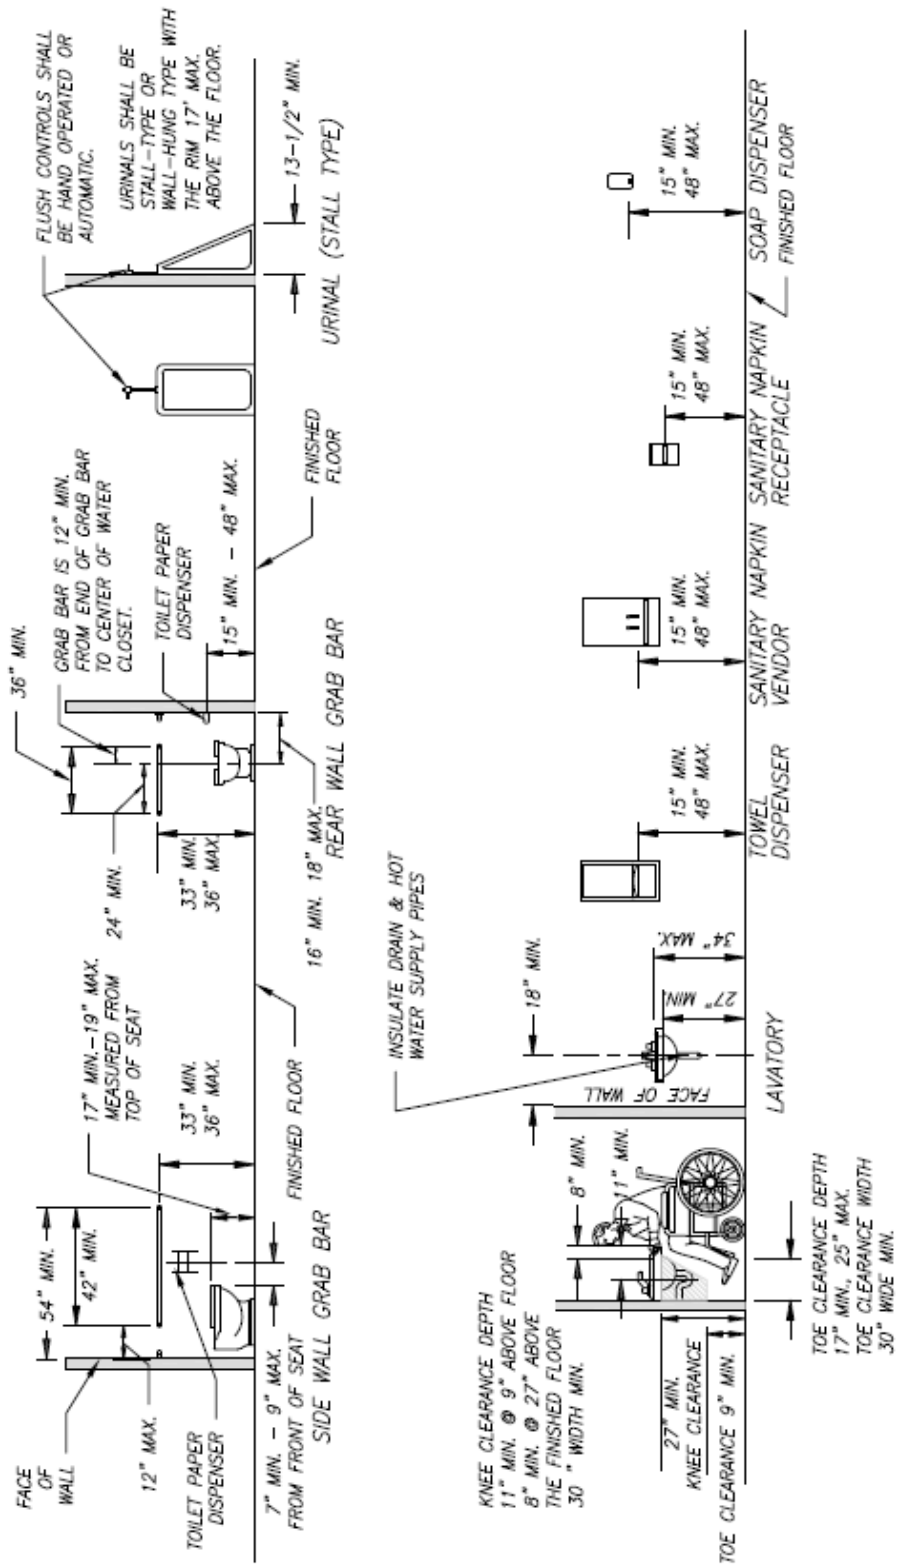 FACE
OF
WALL
54" MIN.
42" MIN.
12" MAX.
TOILET PAPER
DISPENSER
7" MIN. - 9" MAX.
FROM FRONT OF SEAT
SIDE WALL GRAB BAR
17" MIN.-19" MAX.
MEASURED FROM
TOP OF SEAT
33" MIN.
36" MAX.
FINISHED FLOOR
36" MIN.
24" MIN.
GRAB BAR IS 12" MIN.
FROM END OF GRAB BAR
TO CENTER OF WATER
CLOSET.
33" MIN.
36" MAX.
TOILET PAPER
DISPENSER
15" MIN. - 48" MAX.
16" MIN. 18" MAX.
REAR WALL GRAB BAR
FINISHED
FLOOR
FLUSH CONTROLS SHALL
BE HAND OPERATED OR
AUTOMATIC.
URINALS SHALL BE
STALL-TYPE OR
WALL-HUNG TYPE WITH
THE RIM 17' MAX.
ABOVE THE FLOOR.
13-1/2" MIN.
URINAL (STALL TYPE)
KNEE CLEARANCE DEPTH
11" MIN. @ 9" ABOVE FLOOR
8" MIN. @ 27" ABOVE
THE FINISHED FLOOR
30 " WIDTH MIN.
8" MIN.
11" MIN.
27" MIN.
KNEE CLEARANCE
TOE CLEARANCE 9" MIN.
TOE CLEARANCE DEPTH
17" MIN., 25" MAX.
TOE CLEARANCE WIDTH
30" WIDE MIN.
INSULATE DRAIN & HOT
WATER SUPPLY PIPES
18" MIN.
FACE OF WALL
27" MIN.
34" MAX.
LAVATORY
15" MIN.
48" MAX.
TOWEL
DISPENSER
15" MIN.
48" MAX.
SANITARY NAPKIN
VENDOR
15" MIN.
48" MAX.
SANITARY NAPKIN
RECEPTACLE
15" MIN.
48" MAX.
SOAP DISPENSER
FINISHED FLOOR